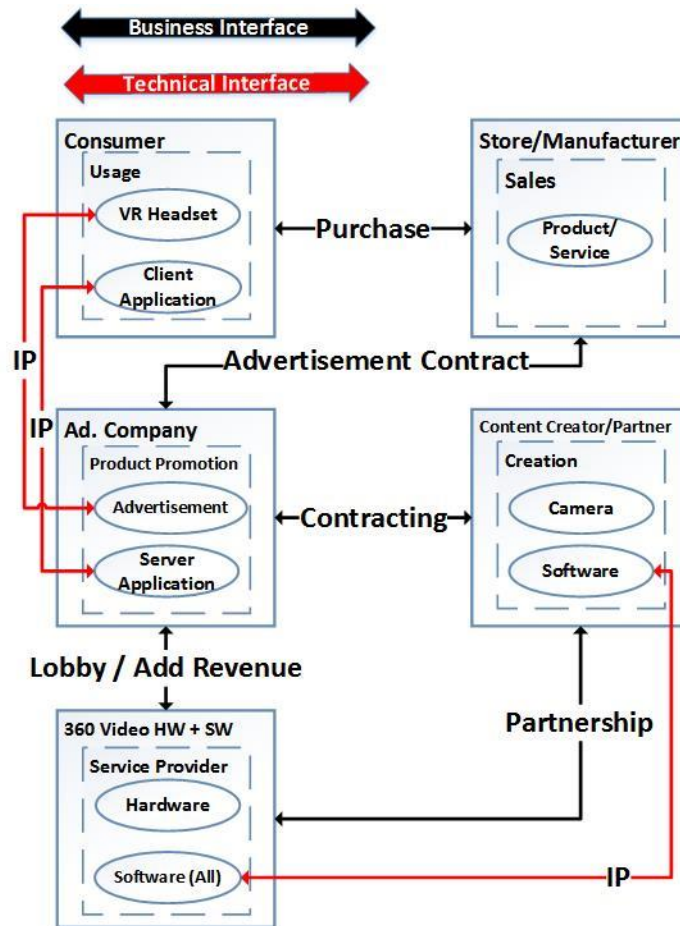 Business Interface
Technical Interface
Consumer
Usage
VR Headset
Client
Application
Purchase
Store/Manufacturer
Sales
Product/
Service
IP
IP
Advertisement Contract
Ad. Company
Product Promotion
Advertisement
Server
Application
Contracting
Content Creator/Partner
Creation
Camera
Software
Lobby / Add Revenue
Partnership
360 Video HW + SW
Service Provider
Hardware
Software (All)
IP